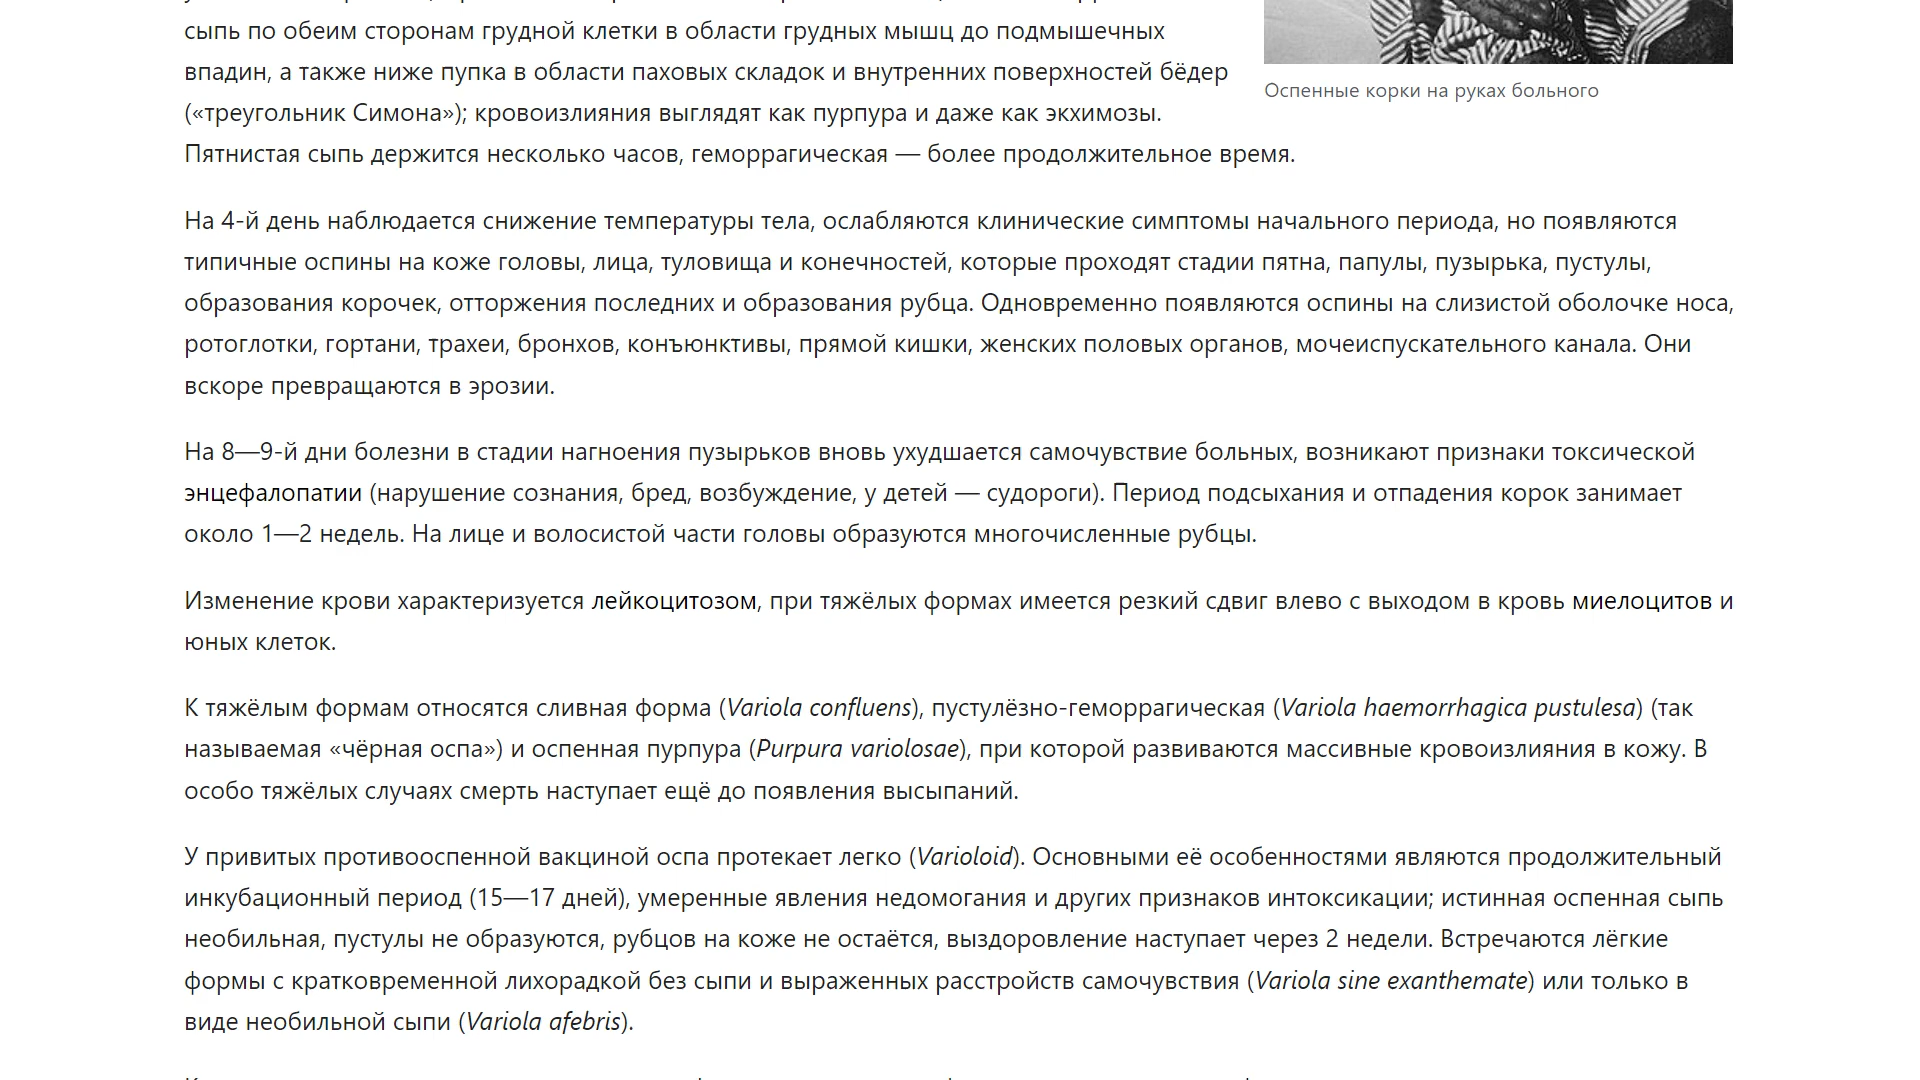 сыпь по обеим сторонам грудной клетки в области грудных мышц до подмышечных
впадин, а также ниже пупка в области паховых складок и внутренних поверхностей бёдер
(«треугольник Симона»); кровоизлияния выглядят как пурпура и даже как экхимозы.
Пятнистая сыпь держится несколько часов, геморрагическая — более продолжительное время.
Оспенные корки на руках больного
На 4-й день наблюдается снижение температуры тела, ослабляются клинические симптомы начального периода, но появляются
типичные оспины на коже головы, лица, туловища и конечностей, которые проходят стадии пятна, папулы, пузырька, пустулы,
образования корочек, отторжения последних и образования рубца. Одновременно появляются оспины на слизистой оболочке носа,
ротоглотки, гортани, трахеи, бронхов, конъюнктивы, прямой кишки, женских половых органов, мочеиспускательного канала. Они
вскоре превращаются в эрозии.
На 8—9-й дни болезни в стадии нагноения пузырьков вновь ухудшается самочувствие больных, возникают признаки токсической
энцефалопатии (нарушение сознания, бред, возбуждение, у детей — судороги). Период подсыхания и отпадения корок занимает
около 1—2 недель. На лице и волосистой части головы образуются многочисленные рубцы.
Изменение крови характеризуется лейкоцитозом, при тяжёлых формах имеется резкий сдвиг влево с выходом в кровь миелоцитов и
юных клеток.
К тяжёлым формам относятся сливная форма (Variola confluens), пустулёзно-геморрагическая (Variola haemorrhagica pustulesa) (так
называемая «чёрная оспа») и оспенная пурпура (Purpura variolosae), при которой развиваются массивные кровоизлияния в кожу. В
особо тяжёлых случаях смерть наступает ещё до появления высыпаний.
У привитых противооспенной вакциной оспа протекает легко (Varioloid). Основными её особенностями являются продолжительный
инкубационный период (15—17 дней), умеренные явления недомогания и других признаков интоксикации; истинная оспенная сыпь
необильная, пустулы не образуются, рубцов на коже не остаётся, выздоровление наступает через 2 недели. Встречаются лёгкие
формы с кратковременной лихорадкой без сыпи и выраженных расстройств самочувствия (Variola sine exanthemate) или только в
виде необильной сыпи (Variola afebris).